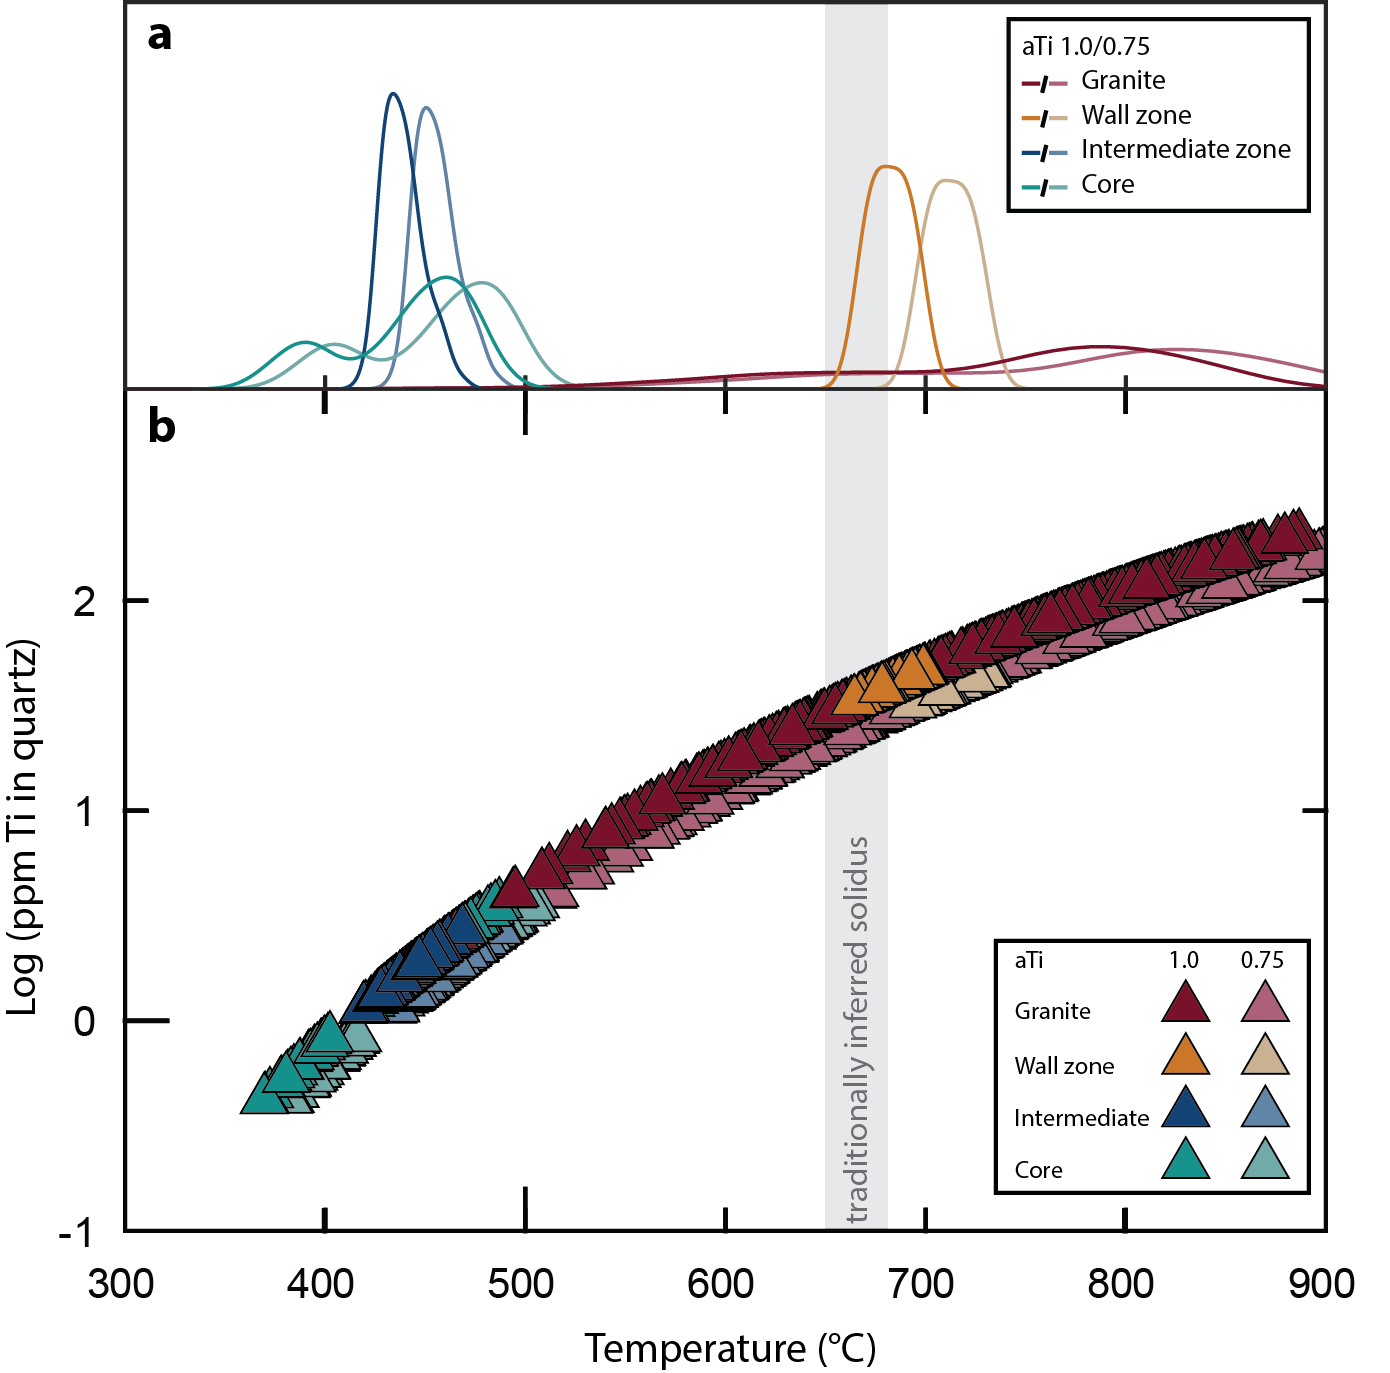 a
aTi 1.0/0.75
Granite
Wall zone
Intermediate zone
Core
b
Log (ppm Ti in quartz)
2
1
0
-1
traditionally inferred solidus
aTi 1.0 0.75
Granite
Wall zone
Intermediate
Core
300 400 500 600 700 800 900
Temperature (°C)